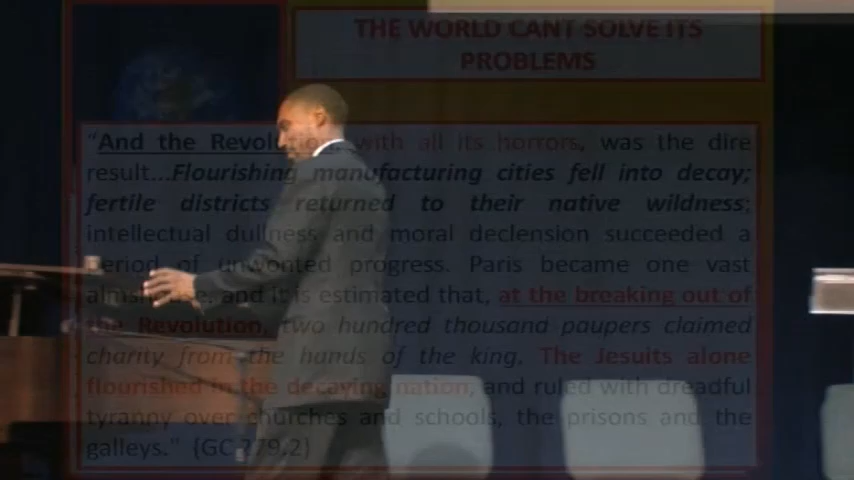 THE WORLD CANT SOLVE ITS
PROBLEMS
“And the Revolution, with all its horrors, was the dire
result...Flourishing manufacturing cities fell into decay;
fertile districts returned to their native wildness;
intellectual dullness and moral declension succeeded a
period of unwonted progress. Paris became one vast
almshouse, and it is estimated that, at the breaking out of
the Revolution, two hundred thousand paupers claimed
charity from the hands of the king. The Jesuits alone
flourished in the decaying nation, and ruled with dreadful
tyranny over churches and schools, the prisons and the
galleys.” (GC 279.2)